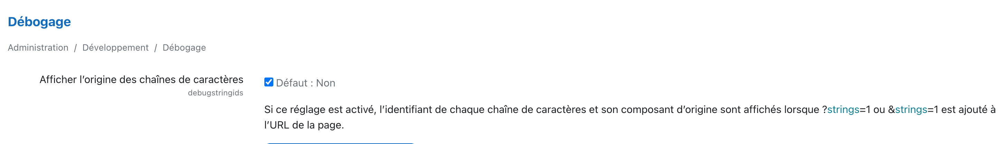 Débogage
Administration / Développement / Débogage
Afficher l’origine des chaînes de caractères
debugstringids
Défaut : Non
Si ce réglage est activé, l’identifiant de chaque chaîne de caractères et son composant d’origine sont affichés lorsque ?strings=1 ou &strings=1 est ajouté à
l’URL de la page.